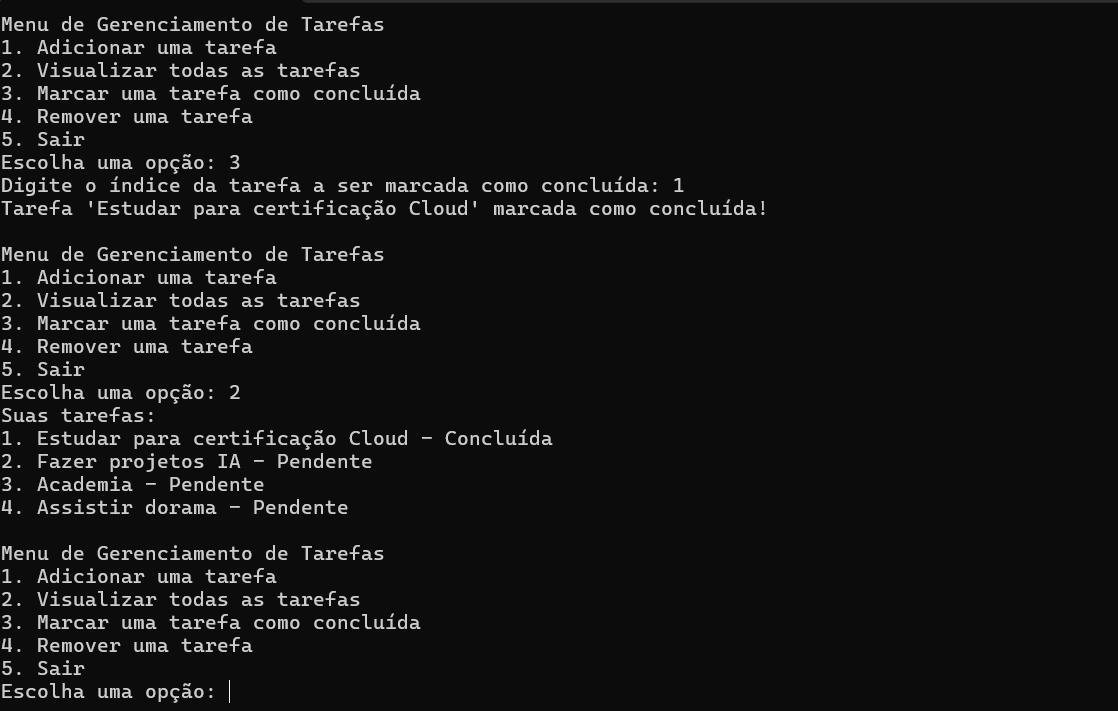 Menu de Gerenciamento de Tarefas
1. Adicionar uma tarefa
2. Visualizar todas as tarefas
3. Marcar uma tarefa como concluída
4. Remover uma tarefa
5. Sair
Escolha uma opção: 3
Digite o índice da tarefa a ser marcada como concluída: 1
Tarefa 'Estudar para certificação Cloud' marcada como concluída!
Menu de Gerenciamento de Tarefas
1. Adicionar uma tarefa
2. Visualizar todas as tarefas
3. Marcar uma tarefa como concluída
4. Remover uma tarefa
5. Sair
Escolha uma opção: 2
Suas tarefas:
1. Estudar para certificação Cloud - Concluída
2. Fazer projetos IA - Pendente
3. Academia - Pendente
4. Assistir dorama - Pendente
Menu de Gerenciamento de Tarefas
1. Adicionar uma tarefa
2. Visualizar todas as tarefas
3. Marcar uma tarefa como concluída
4. Remover uma tarefa
5. Sair
Escolha uma opção: